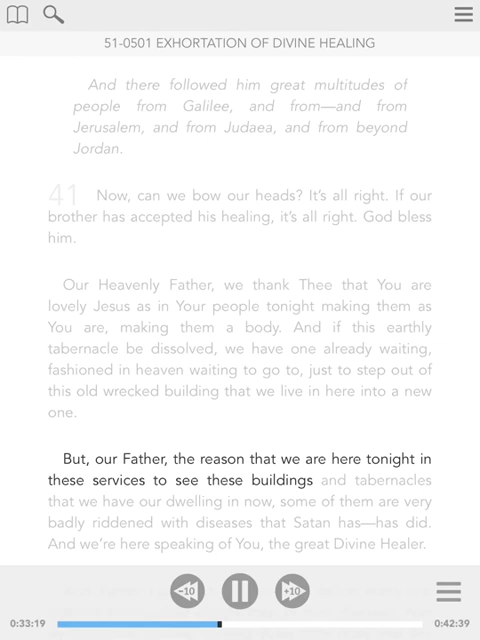 51-0501 EXHORTATION OF DIVINE HEALING
And there followed him great multitudes of
people from Galilee, and from—and from
Jerusalem, and from Judaea, and from beyond
Jordan.
41 Now, can we bow our heads? It's all right. If our
brother has accepted his healing, it's all right. God bless
him.
Our Heavenly Father, we thank Thee that You are
lovely Jesus as in Your people tonight making them as
You are, making them a body. And if this earthly
tabernacle be dissolved, we have one already waiting,
fashioned in heaven waiting to go to, just to step out of
this old wrecked building that we live in here into a new
one.
But, our Father, the reason that we are here tonight in
these services to see these buildings and tabernacles
that we have our dwelling in now, some of them are very
badly riddened with diseases that Satan has—has did.
And we're here speaking of You, the great Divine Healer.
-10 +10
0:33:19 0:42:39